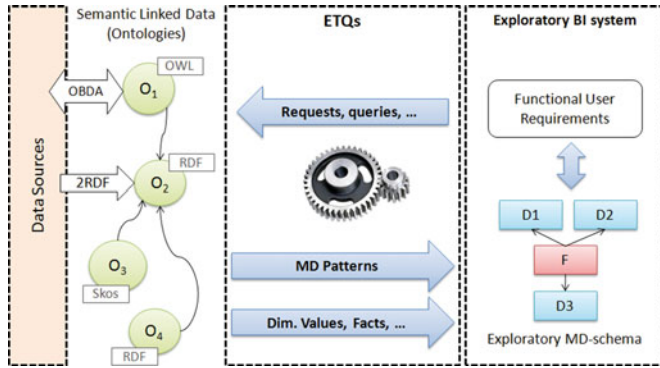 Semantic Linked Data
(Ontologies)
ETQs
Exploratory BI system
Data Sources
OBDA
O1
OWL
2RDF
O2
RDF
O3
Skos
O4
RDF
Requests, queries, ...
MD Patterns
Dim. Values, Facts, ...
Functional User
Requirements
D1
D2
F
D3
Exploratory MD-schema